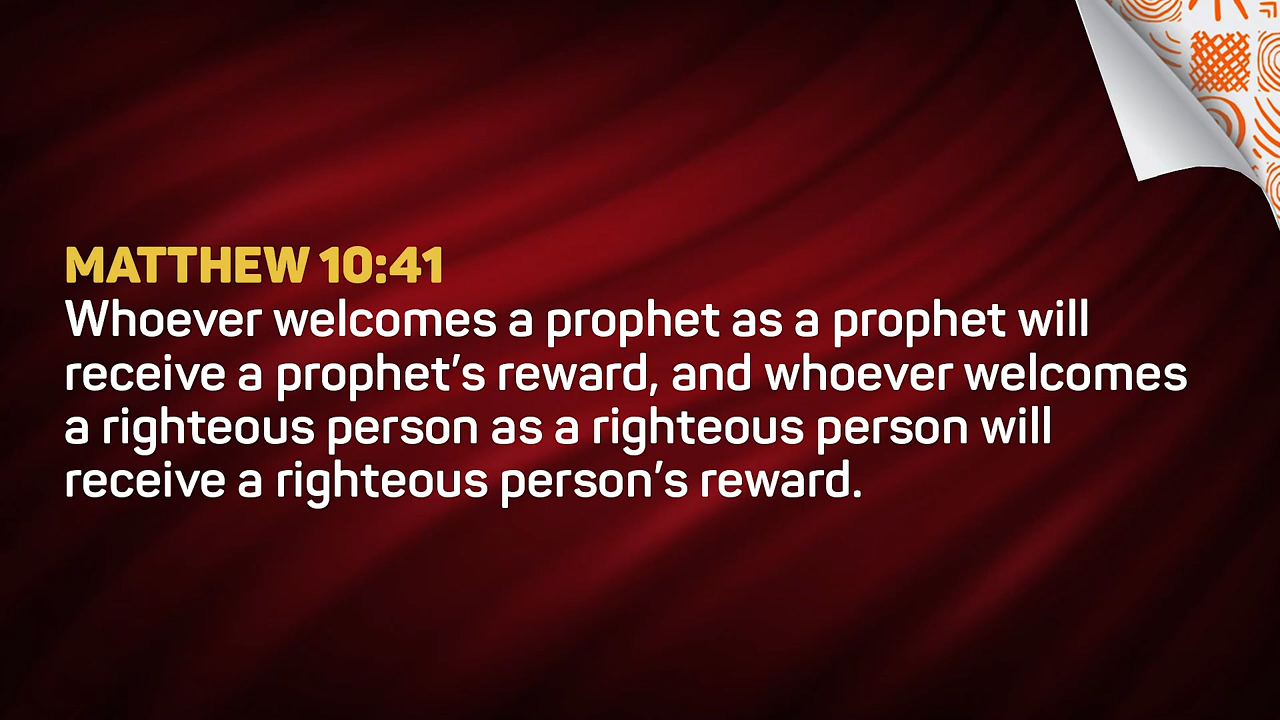 MATTHEW 10:41
Whoever welcomes a prophet as a prophet will
receive a prophet’s reward, and whoever welcomes
a righteous person as a righteous person will
receive a righteous person’s reward.